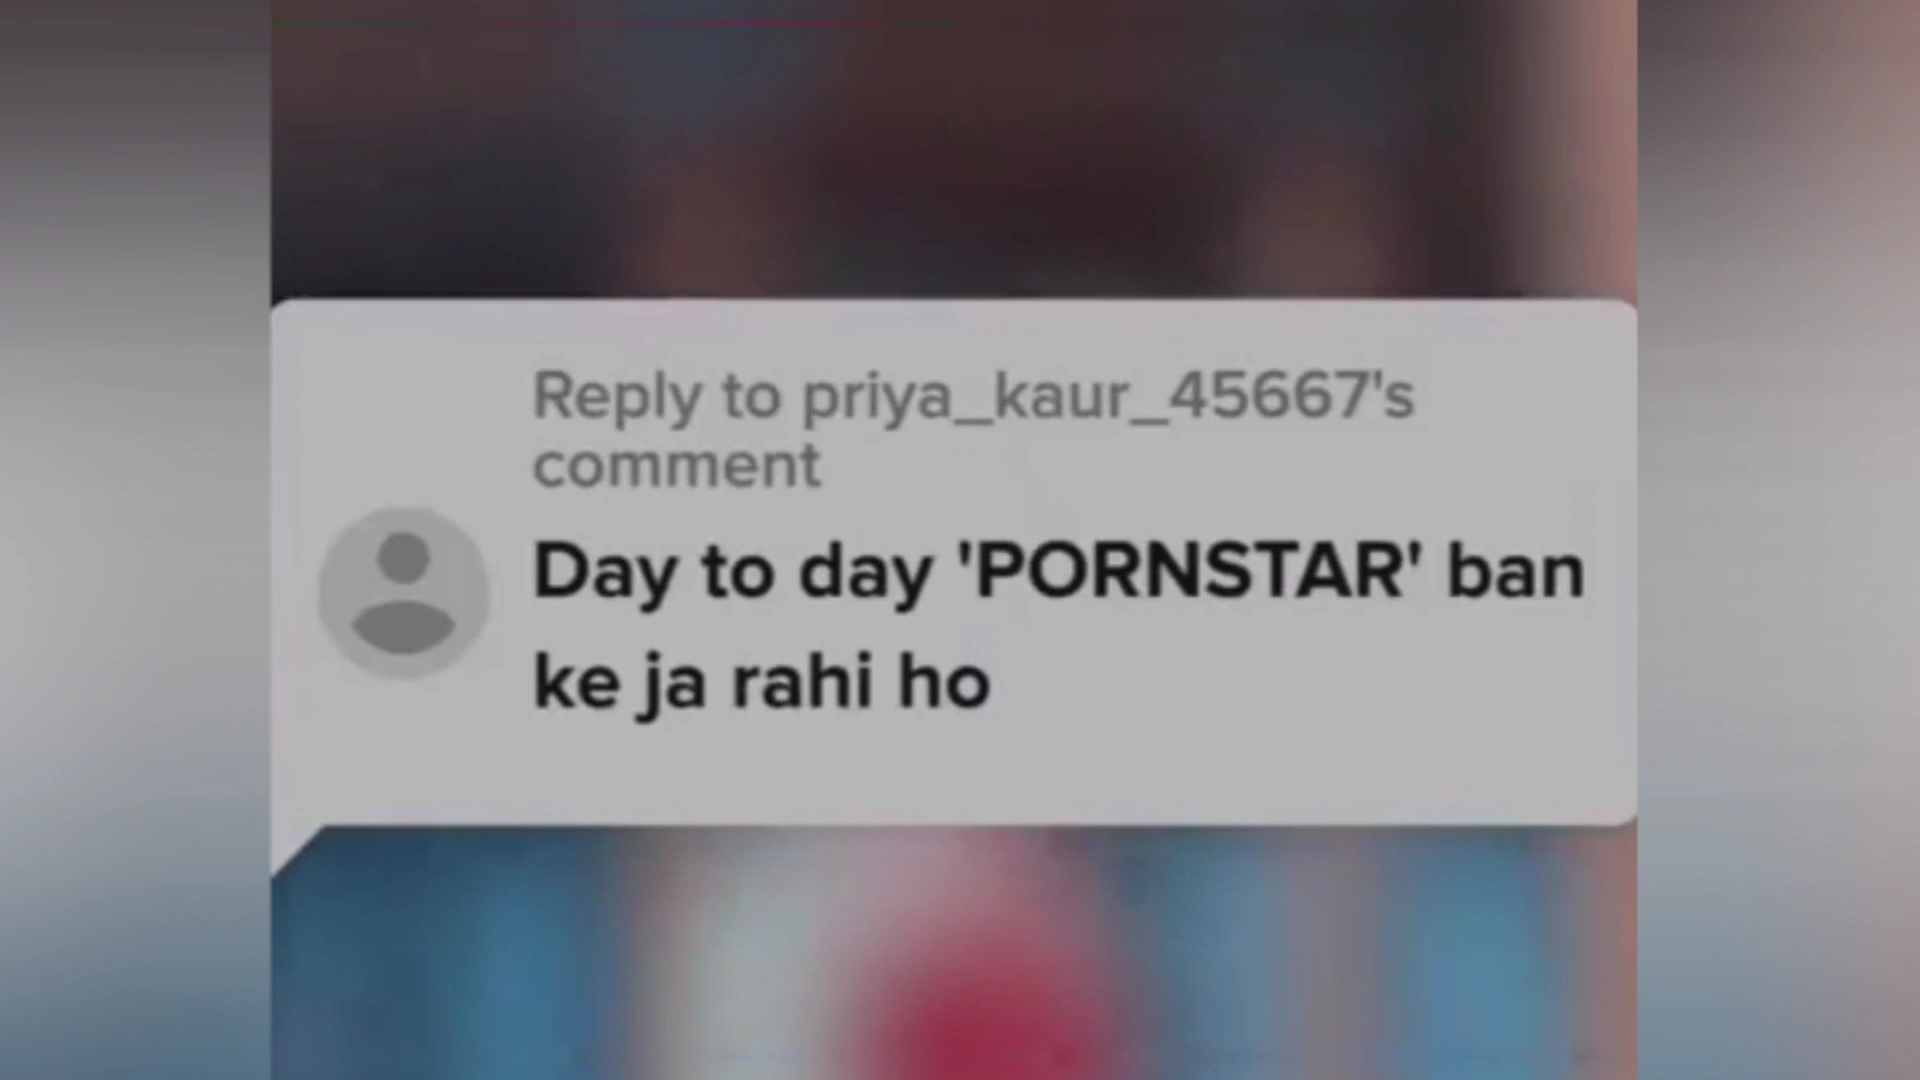 Reply to priya_kaur_45667's
comment
Day to day 'PORNSTAR' ban
ke ja rahi ho